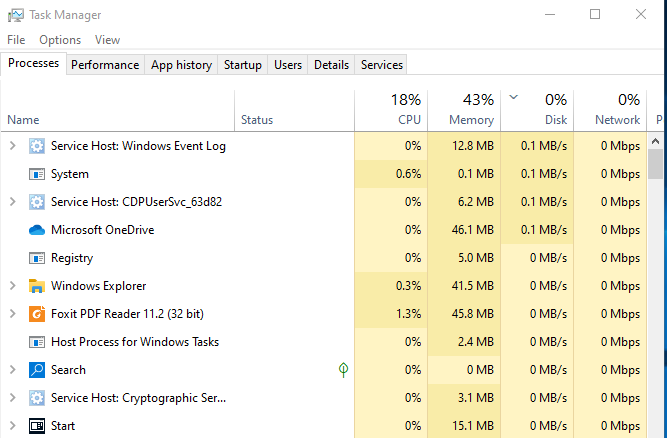 Task Manager
File Options View
Processes Performance App history Startup Users Details Services
18% 43% 0% 0%
Name Status CPU Memory Disk Network P
Service Host: Windows Event Log 0% 12.8 MB 0.1 MB/s 0 Mbps
System 0.6% 0.1 MB 0.1 MB/s 0 Mbps
Service Host: CDPUserSvc_63d82 0% 6.2 MB 0.1 MB/s 0 Mbps
Microsoft OneDrive 0% 46.1 MB 0.1 MB/s 0 Mbps
Registry 0% 5.0 MB 0 MB/s 0 Mbps
Windows Explorer 0.3% 41.5 MB 0 MB/s 0 Mbps
Foxit PDF Reader 11.2 (32 bit) 1.3% 45.8 MB 0 MB/s 0 Mbps
Host Process for Windows Tasks 0% 2.4 MB 0 MB/s 0 Mbps
Search 0% 0 MB 0 MB/s 0 Mbps
Service Host: Cryptographic Ser... 0% 3.1 MB 0 MB/s 0 Mbps
Start 0% 15.1 MB 0 MB/s 0 Mbps